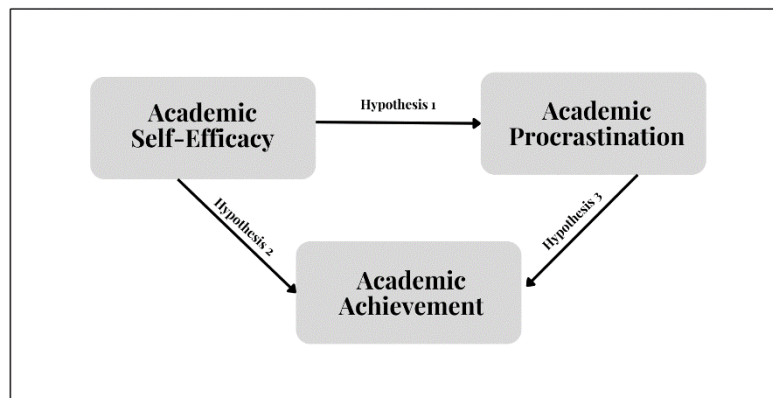 Academic
Self-Efficacy
Hypothesis 1
Academic
Procrastination
Hypothesis 2
Hypothesis 3
Academic
Achievement